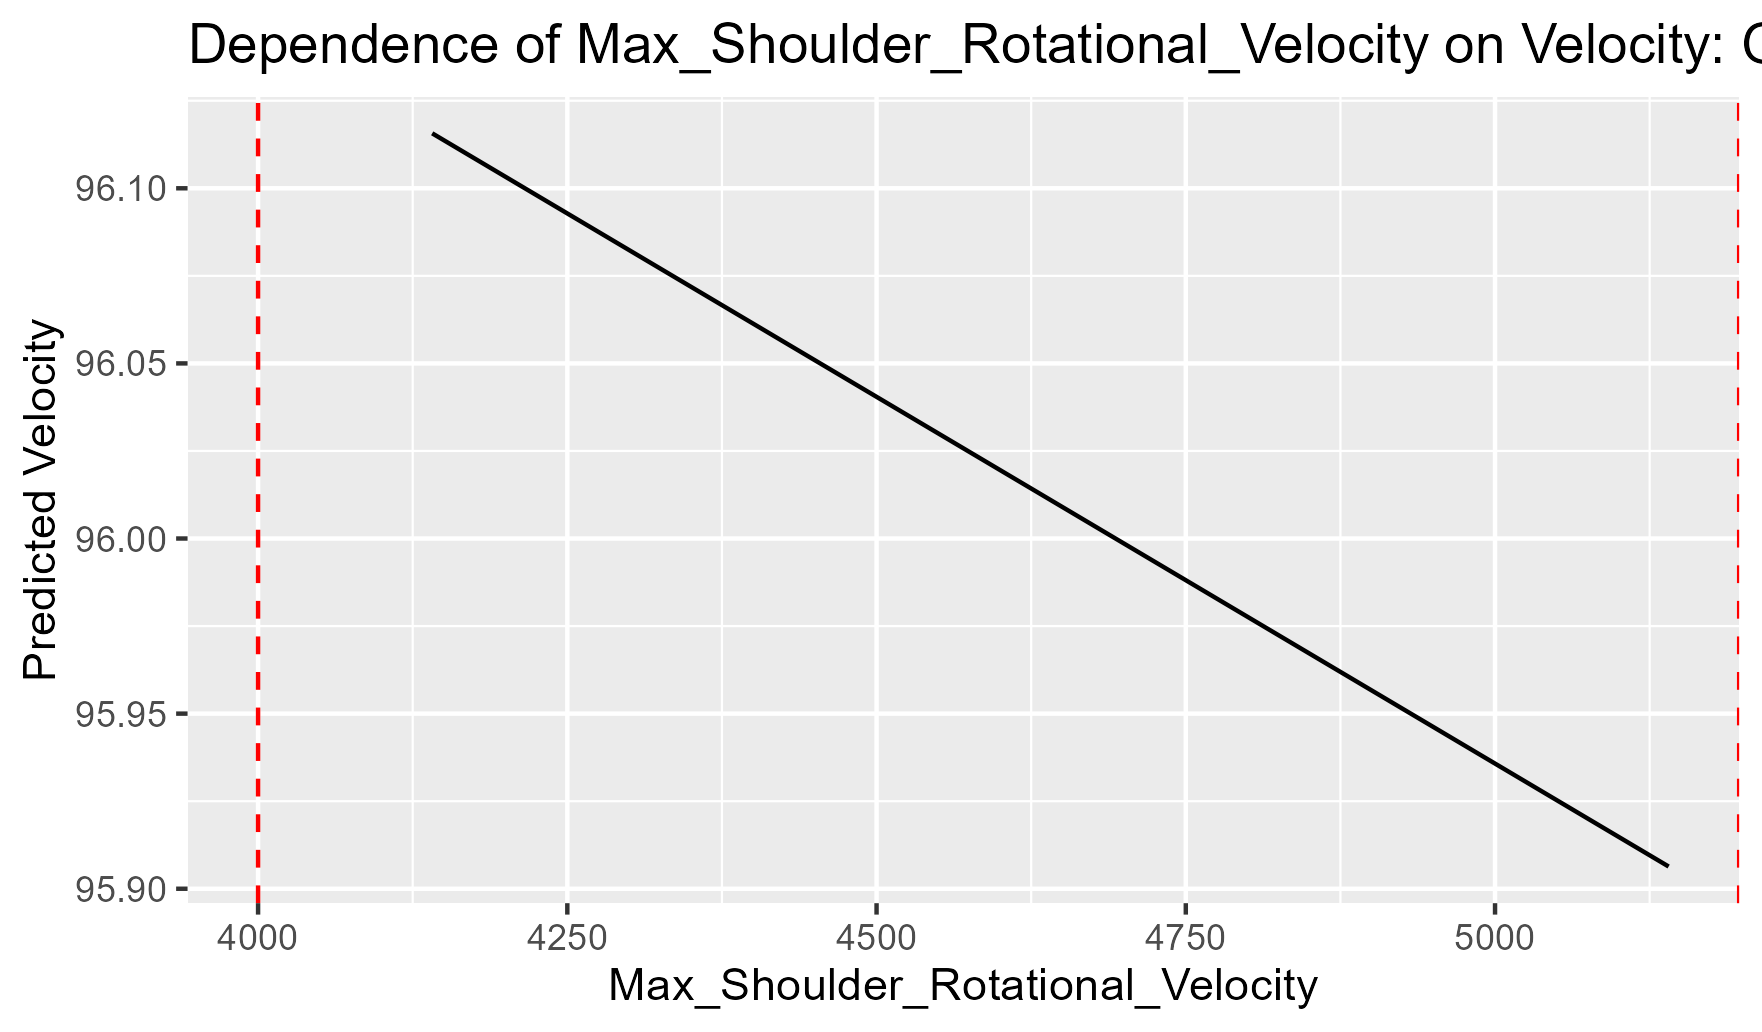 Dependence of Max_Shoulder_Rotational_Velocity on Velocity:
Predicted Velocity
96.10
96.05
96.00
95.95
95.90
4000 4250 4500 4750 5000
Max_Shoulder_Rotational_Velocity